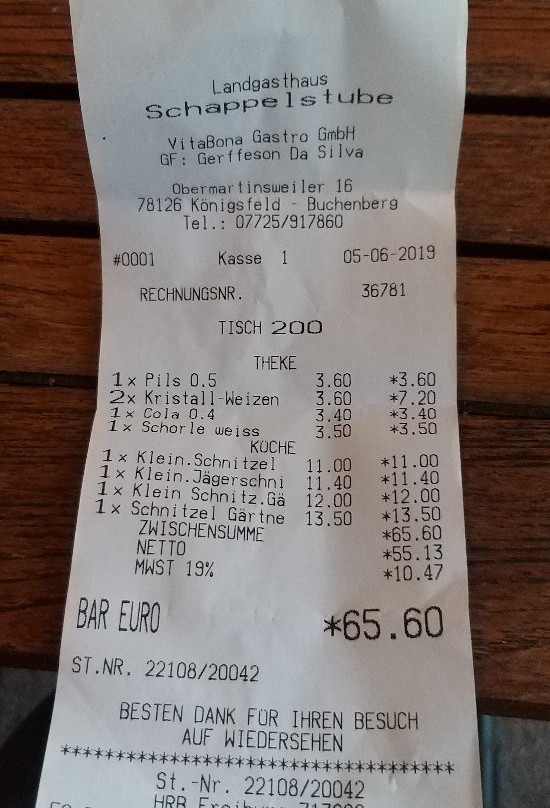 Landgasthaus
Schappelstube
VitaBona Gastro GmbH
GF: Gerffeson Da Silva
Obermartinsweiler 16
78126 Königsfeld - Buchenberg
Tel.: 07725/917860
#0001 Kasse 1 05-06-2019
RECHNUNGSNR. 36781
TISCH 200
THEKE
1x Pils 0.5 3.60 *3.60
2x Kristall-Weizen 3.60 *7.20
1x Cola 0.4 3.40 *3.40
1x Schorle weiss 3.50 *3.50
KÜCHE
1x Klein.Schnitzel 11.00 *11.00
1x Klein.Jägerschni 11.40 *11.40
1x Klein Schnitz.Gä 12.00 *12.00
1x Schnitzel Gärtne 13.50 *13.50
ZWISCHENSUMME *65.60
NETTO *55.13
MWST 19% *10.47
BAR EURO *65.60
ST.NR. 22108/20042
BESTEN DANK FÜR IHREN BESUCH
AUF WIEDERSEHEN
***********************************
St.-Nr. 22108/20042
HRB Freiburg